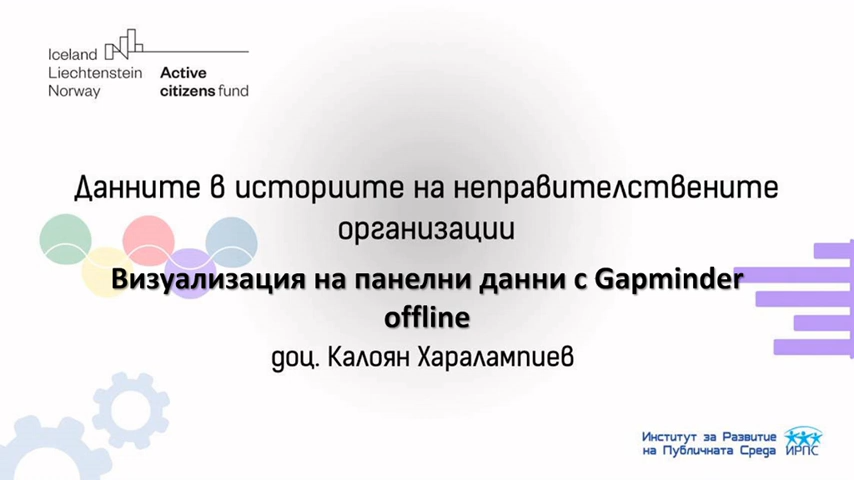 Iceland
Liechtenstein Active
Norway citizens fund
Данните в историите на неправителствените
организации
Визуализация на панелни данни с Gapminder
offline
доц. Калоян Харалампиев
Институт за Развитие
на Публичната Среда ИРПС